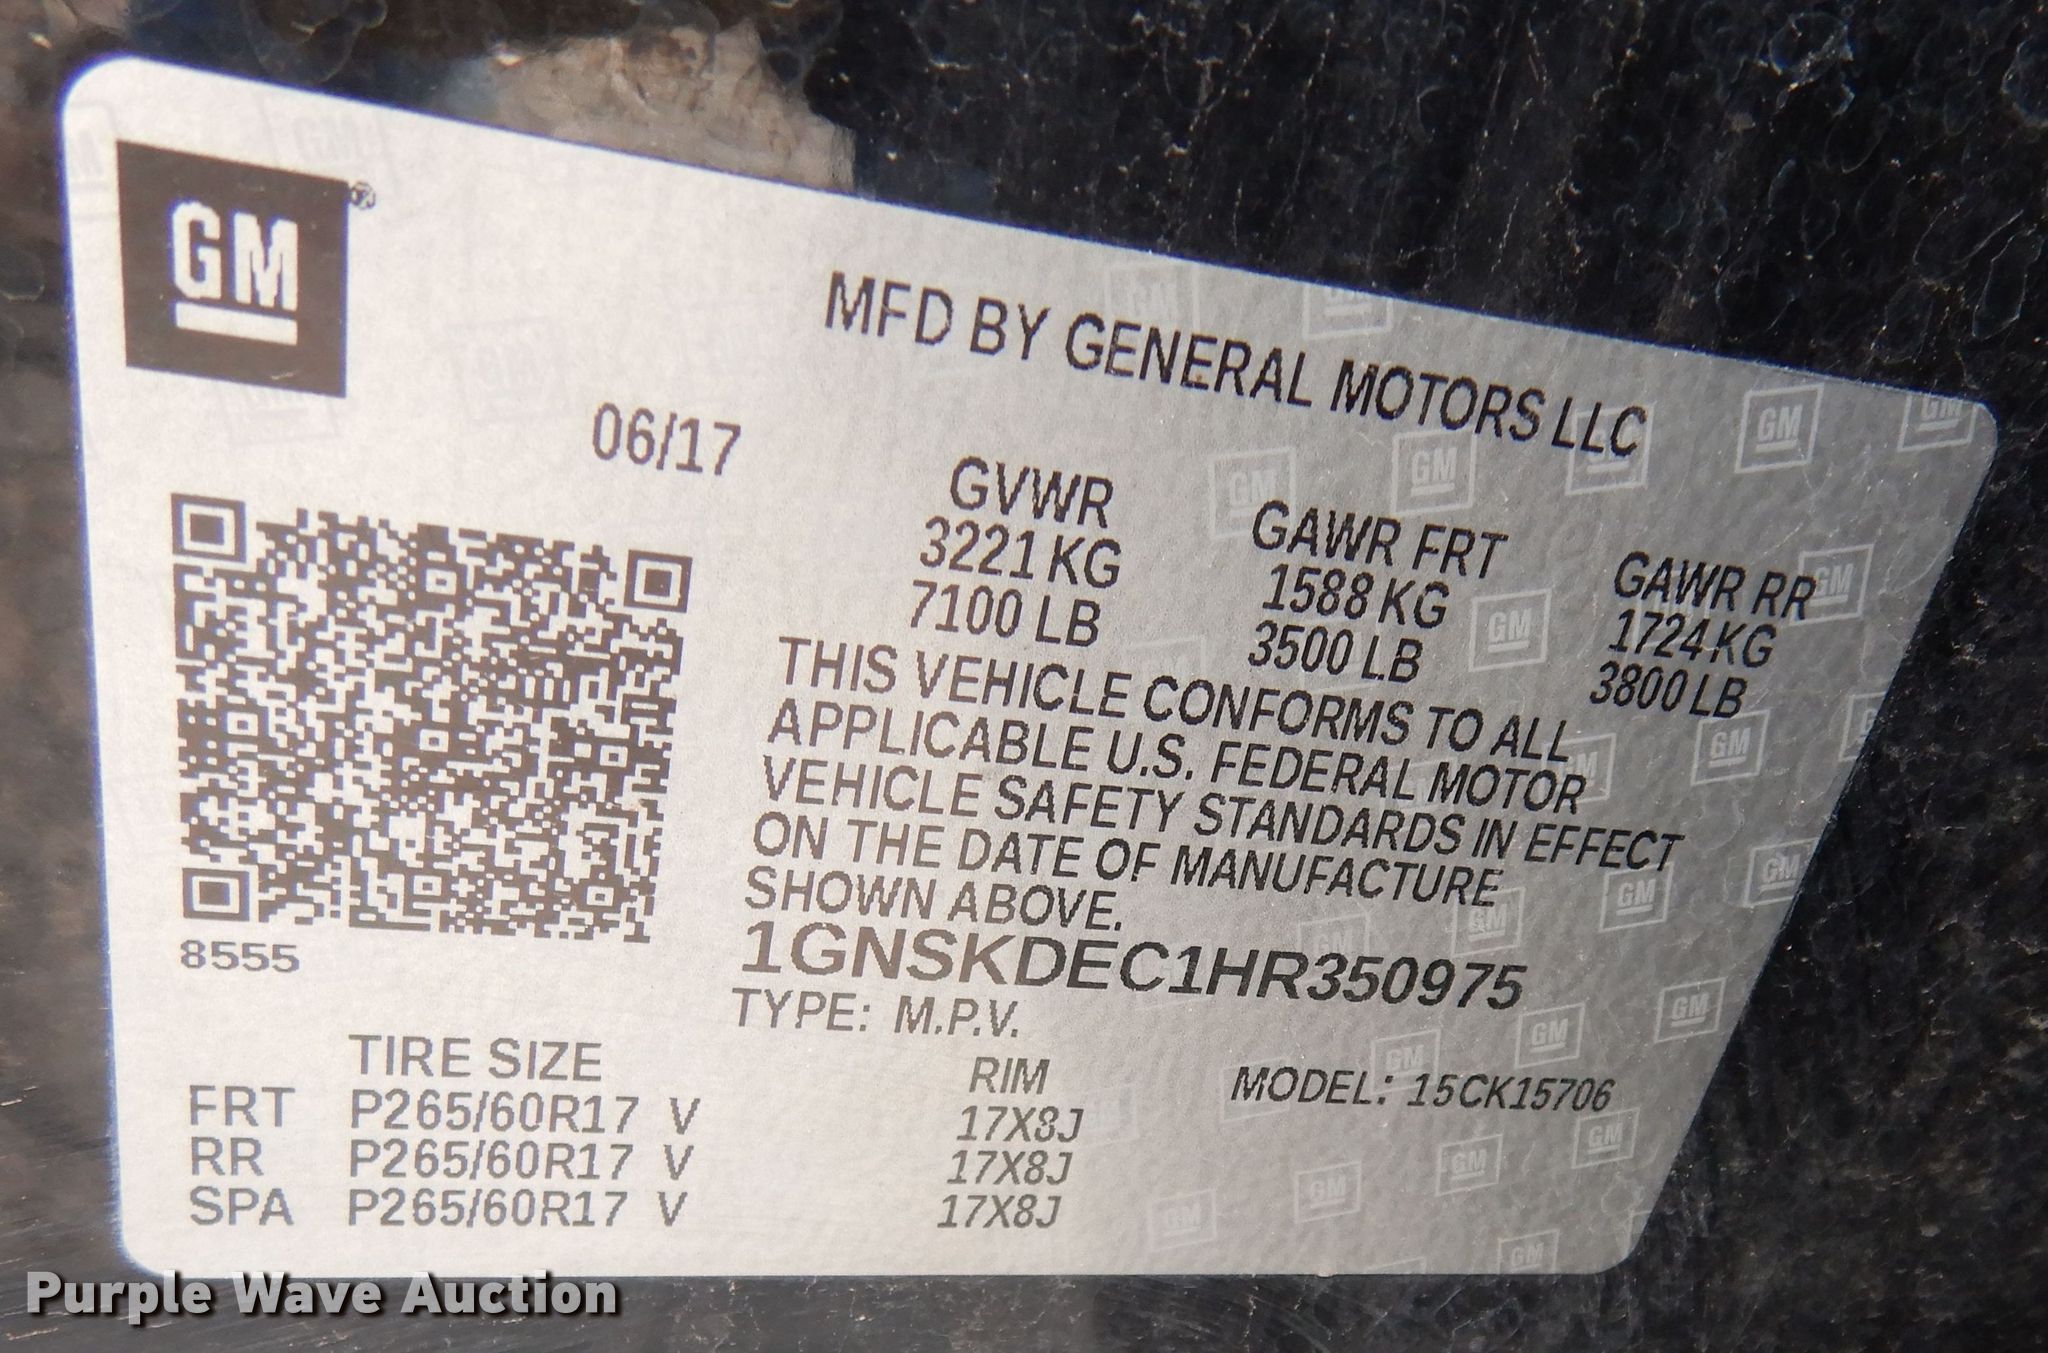 GM®
MFD BY GENERAL MOTORS LLC
06/17
GVWR
3221 KG
7100 LB
GAWR FRT
1588 KG
3500 LB
GAWR RR
1724 KG
3800 LB
THIS VEHICLE CONFORMS TO ALL
APPLICABLE U.S. FEDERAL MOTOR
VEHICLE SAFETY STANDARDS IN EFFECT
ON THE DATE OF MANUFACTURE
SHOWN ABOVE.
1GNSKDEC1HR350975
TYPE: M.P.V.
8555
TIRE SIZE RIM
MODEL: 15CK15706
FRT P265/60R17 V 17X8J
RR P265/60R17 V 17X8J
SPA P265/60R17 V 17X8J
Purple Wave Auction